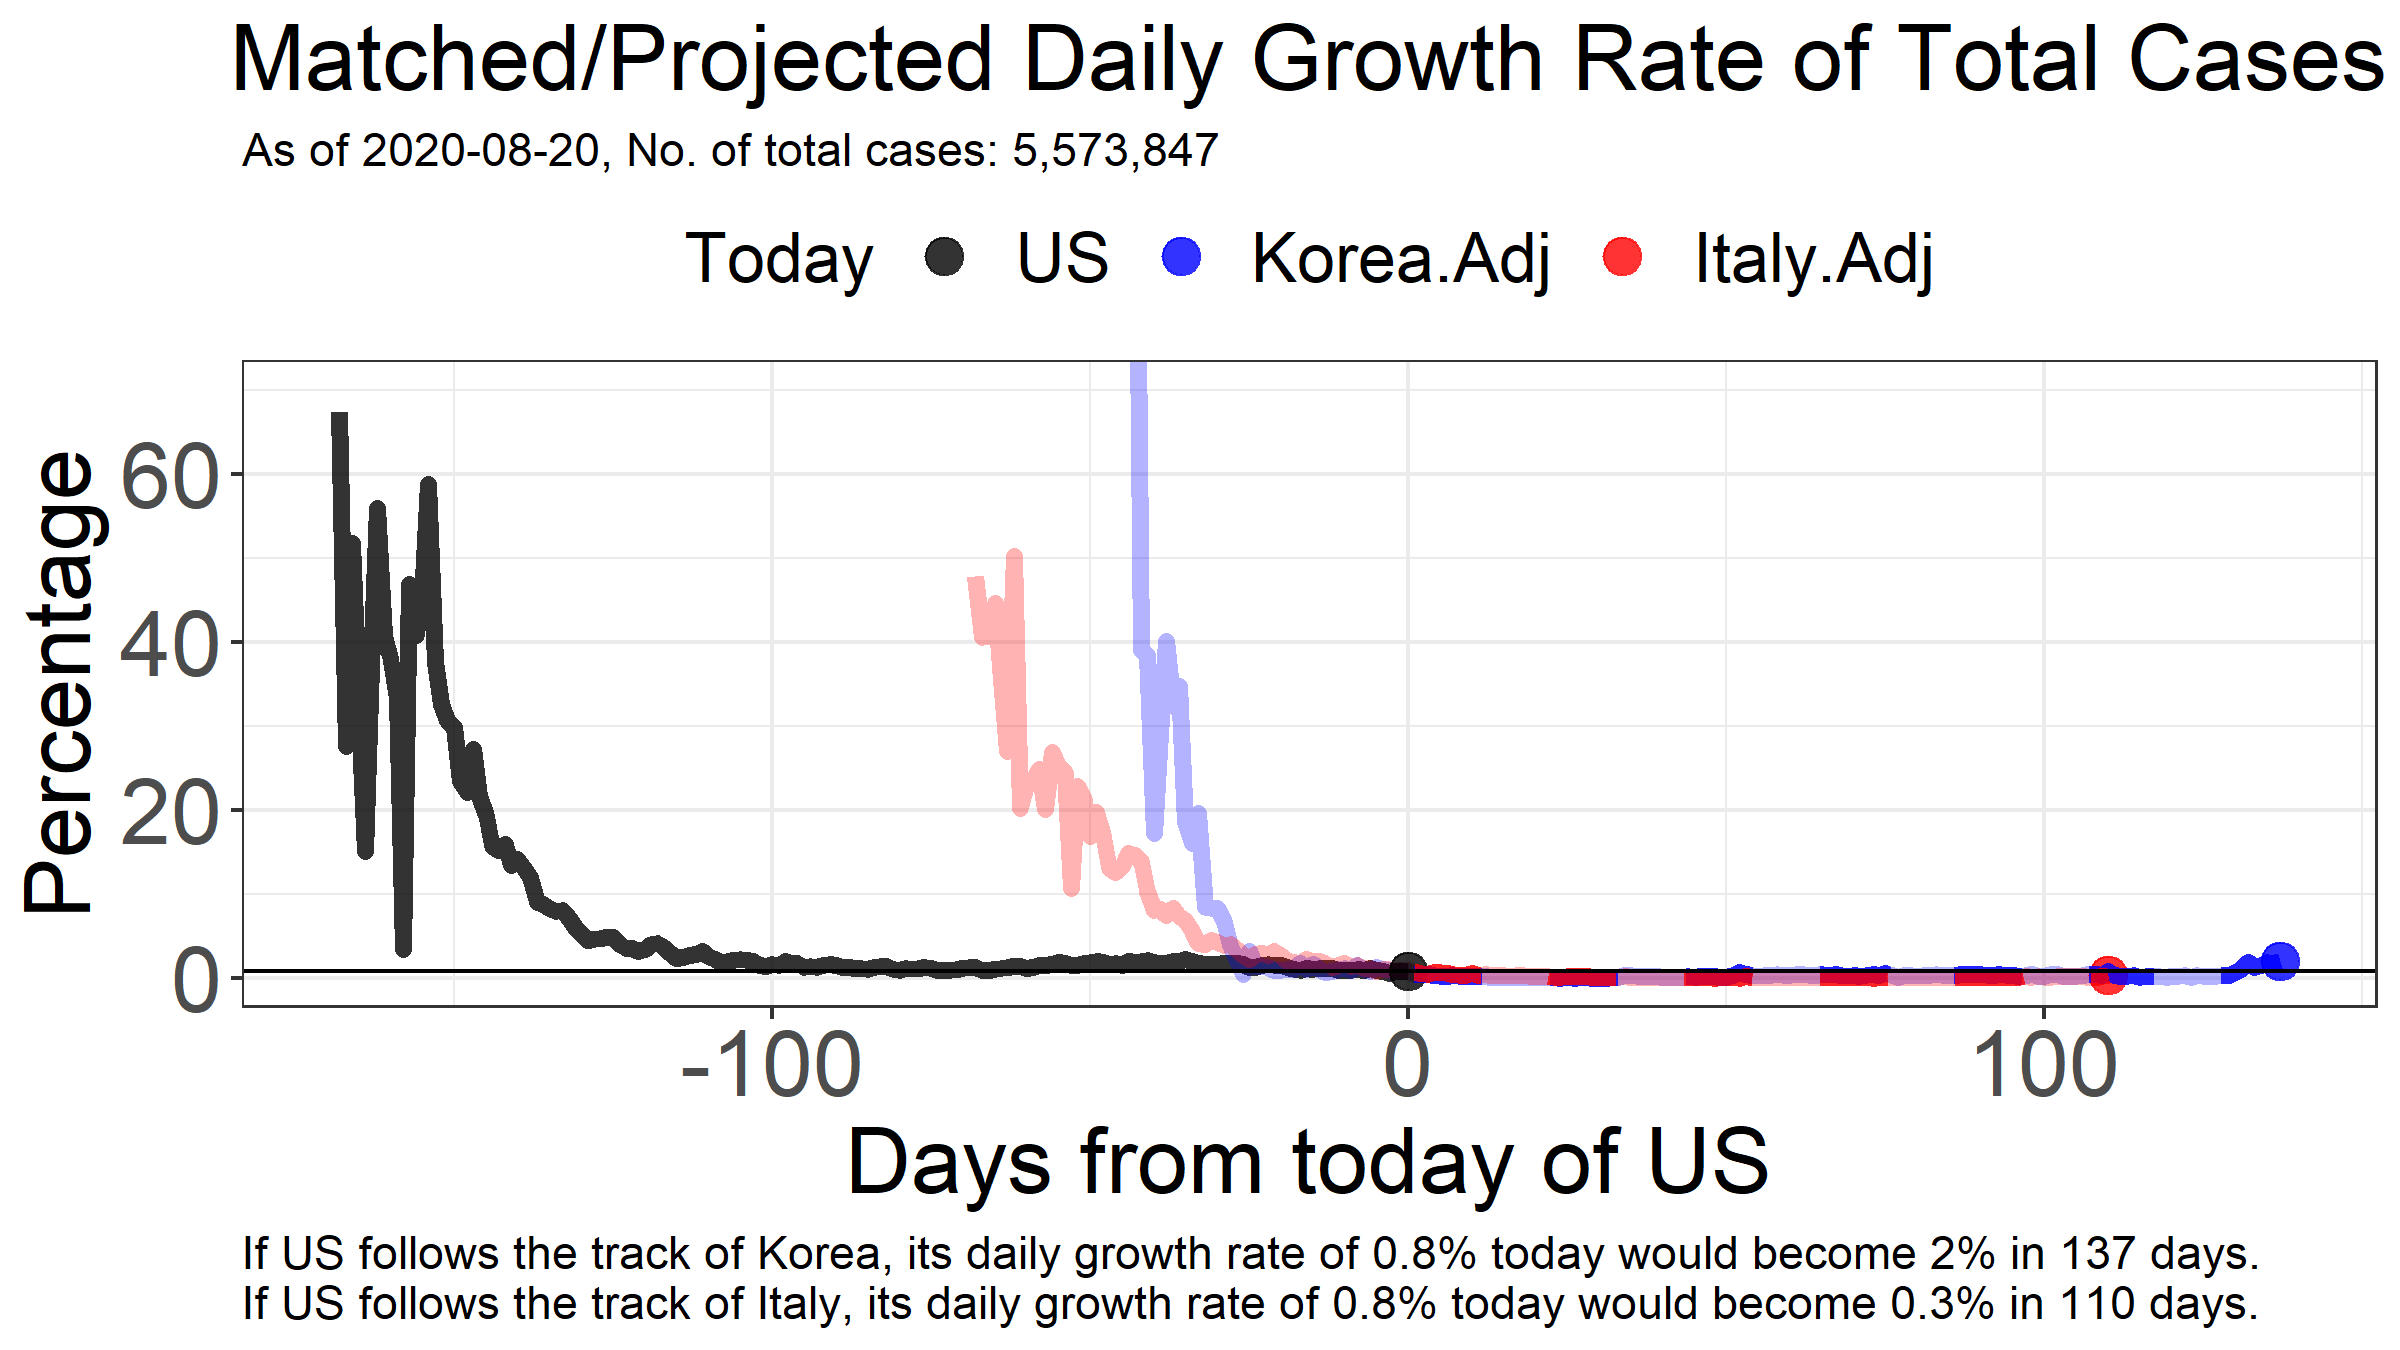 Matched/Projected Daily Growth Rate of Total Cases
As of 2020-08-20, No. of total cases: 5,573,847
Today US Korea.Adj Italy.Adj
Percentage
60
40
20
0
-100 0 100
Days from today of US
If US follows the track of Korea, its daily growth rate of 0.8% today would become 2% in 137 days.
If US follows the track of Italy, its daily growth rate of 0.8% today would become 0.3% in 110 days.